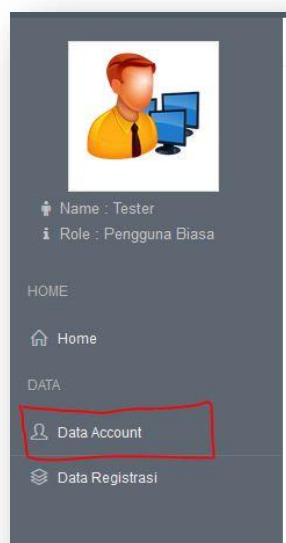 Name : Tester
Role : Pengguna Biasa
HOME
Home
DATA
Data Account
Data Registrasi